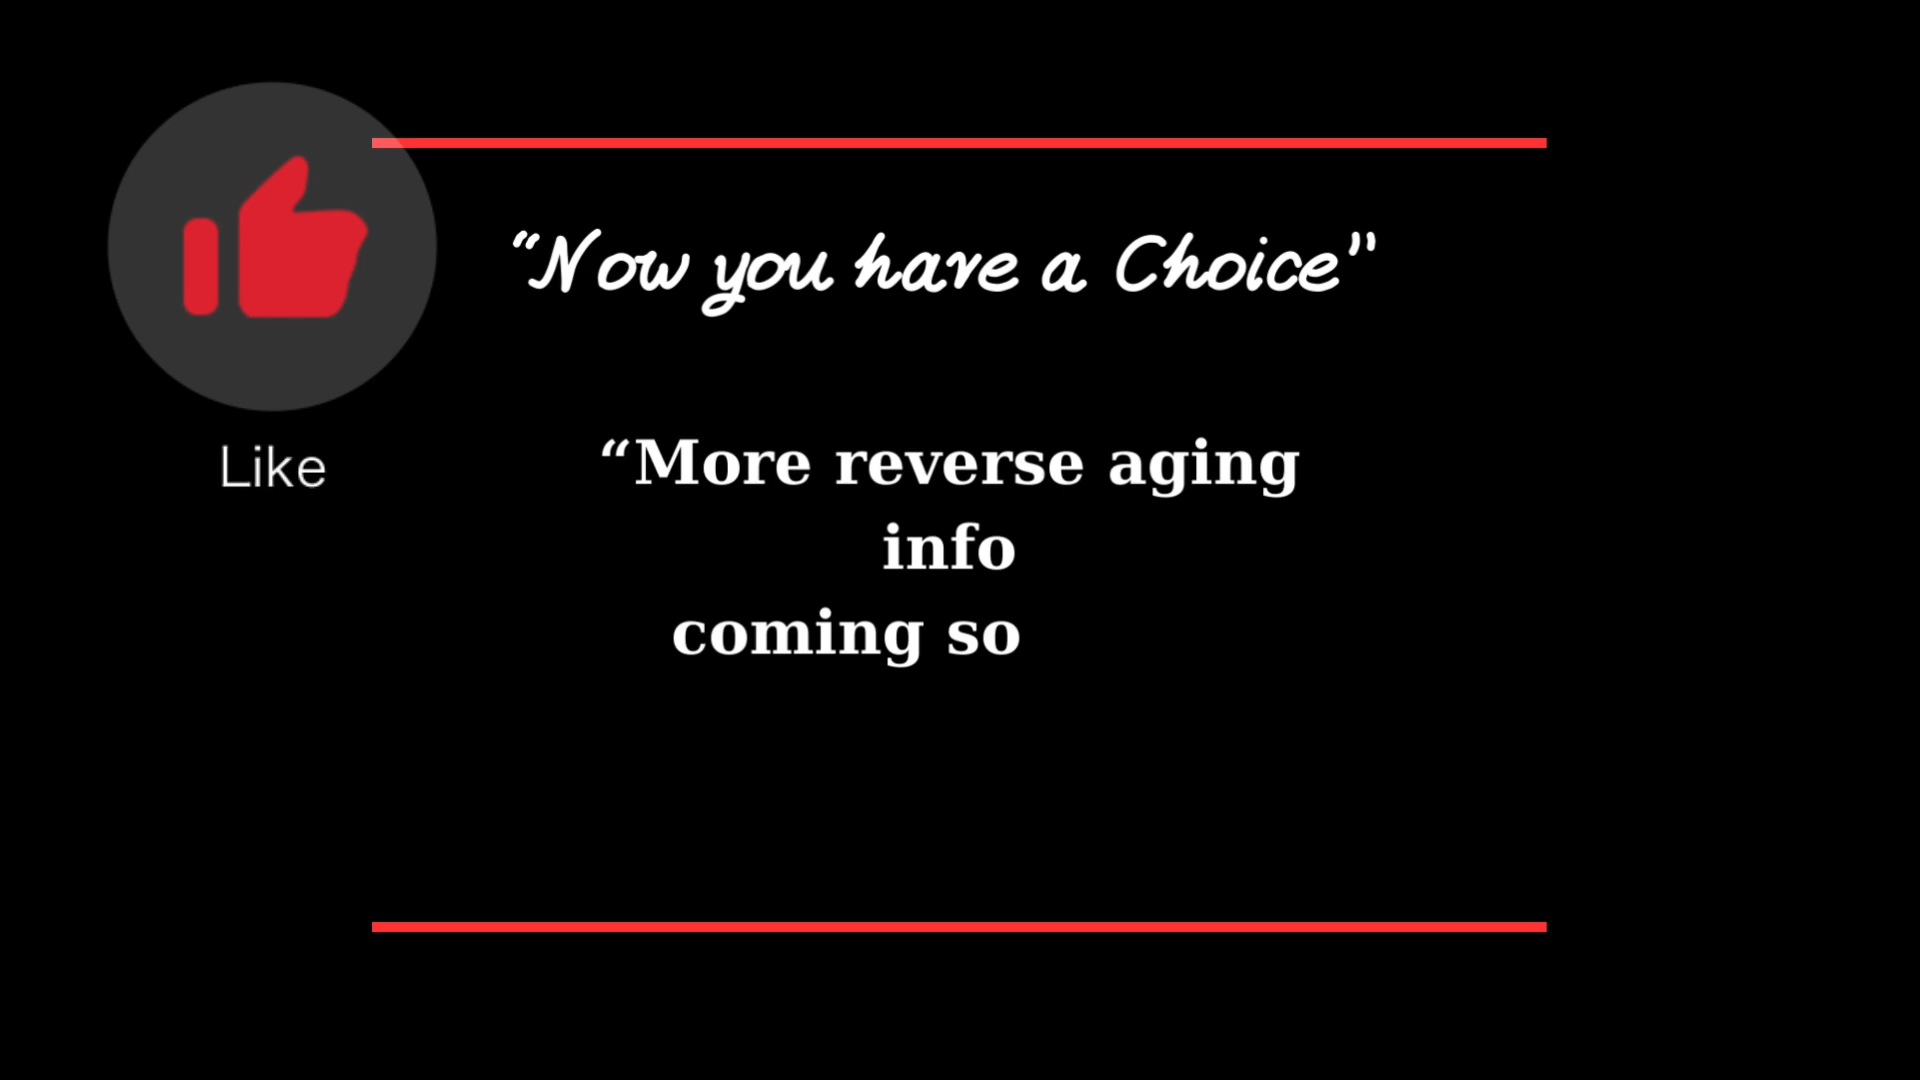 “Now you have a Choice”
Like
“More reverse aging
info
coming so